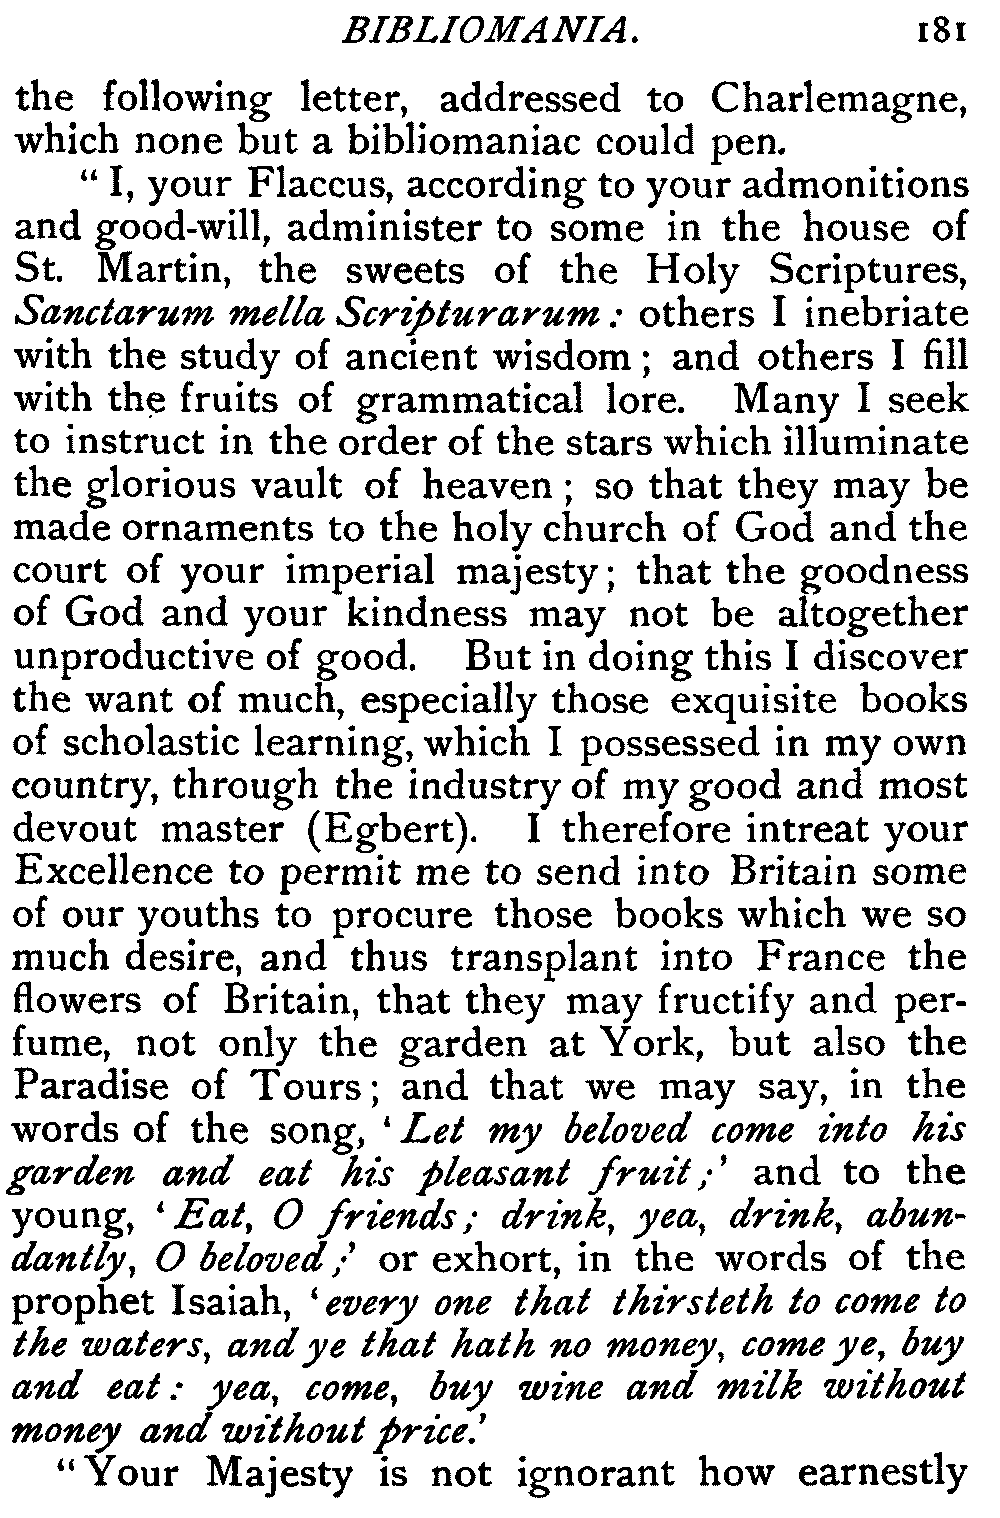 BIBLIOMANIA. 181
the following letter, addressed to Charlemagne,
which none but a bibliomaniac could pen.
“ I, your Flaccus, according to your admonitions
and good-will, administer to some in the house of
St. Martin, the sweets of the Holy Scriptures,
Sanctarum mella Scripturarum : others I inebriate
with the study of ancient wisdom ; and others I fill
with the fruits of grammatical lore. Many I seek
to instruct in the order of the stars which illuminate
the glorious vault of heaven ; so that they may be
made ornaments to the holy church of God and the
court of your imperial majesty ; that the goodness
of God and your kindness may not be altogether
unproductive of good. But in doing this I discover
the want of much, especially those exquisite books
of scholastic learning, which I possessed in my own
country, through the industry of my good and most
devout master (Egbert). I therefore intreat your
Excellence to permit me to send into Britain some
of our youths to procure those books which we so
much desire, and thus transplant into France the
flowers of Britain, that they may fructify and per-
fume, not only the garden at York, but also the
Paradise of Tours ; and that we may say, in the
words of the song, ‘ Let my beloved come into his
garden and eat his pleasant fruit ;’ and to the
young, ‘ Eat, O friends ; drink, yea, drink, abun-
dantly, O beloved ;’ or exhort, in the words of the
prophet Isaiah, ‘ every one that thirsteth to come to
the waters, and ye that hath no money, come ye, buy
and eat : yea, come, buy wine and milk without
money and without price.’
“ Your Majesty is not ignorant how earnestly